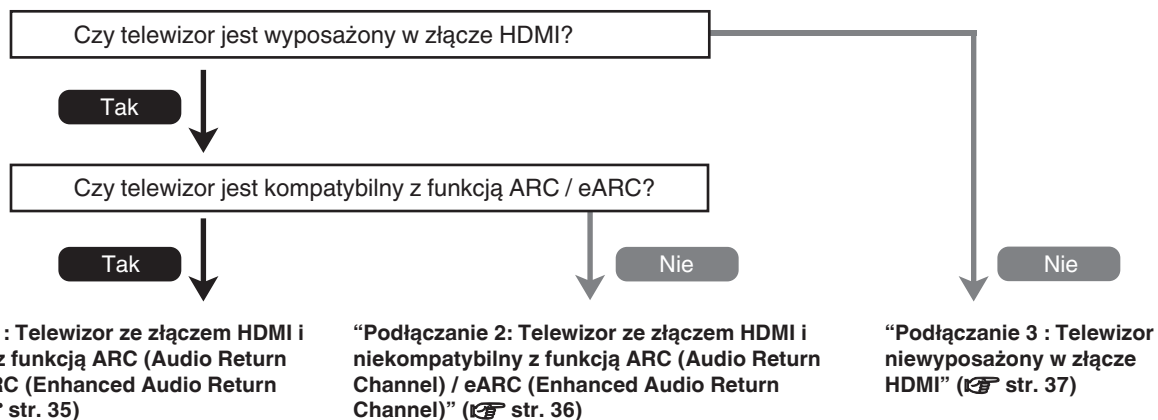 Czy telewizor jest wyposażony w złącze HDMI?
Tak
Czy telewizor jest kompatybilny z funkcją ARC / eARC?
Tak
Nie
Nie
: Telewizor ze złączem HDMI i
z funkcją ARC (Audio Return
RC (Enhanced Audio Return
str. 35)
“Podłączanie 2: Telewizor ze złączem HDMI i
niekompatybilny z funkcją ARC (Audio Return
Channel) / eARC (Enhanced Audio Return
Channel)” (☞ str. 36)
“Podłączanie 3 : Telewizor
niewyposażony w złącze
HDMI” (☞ str. 37)